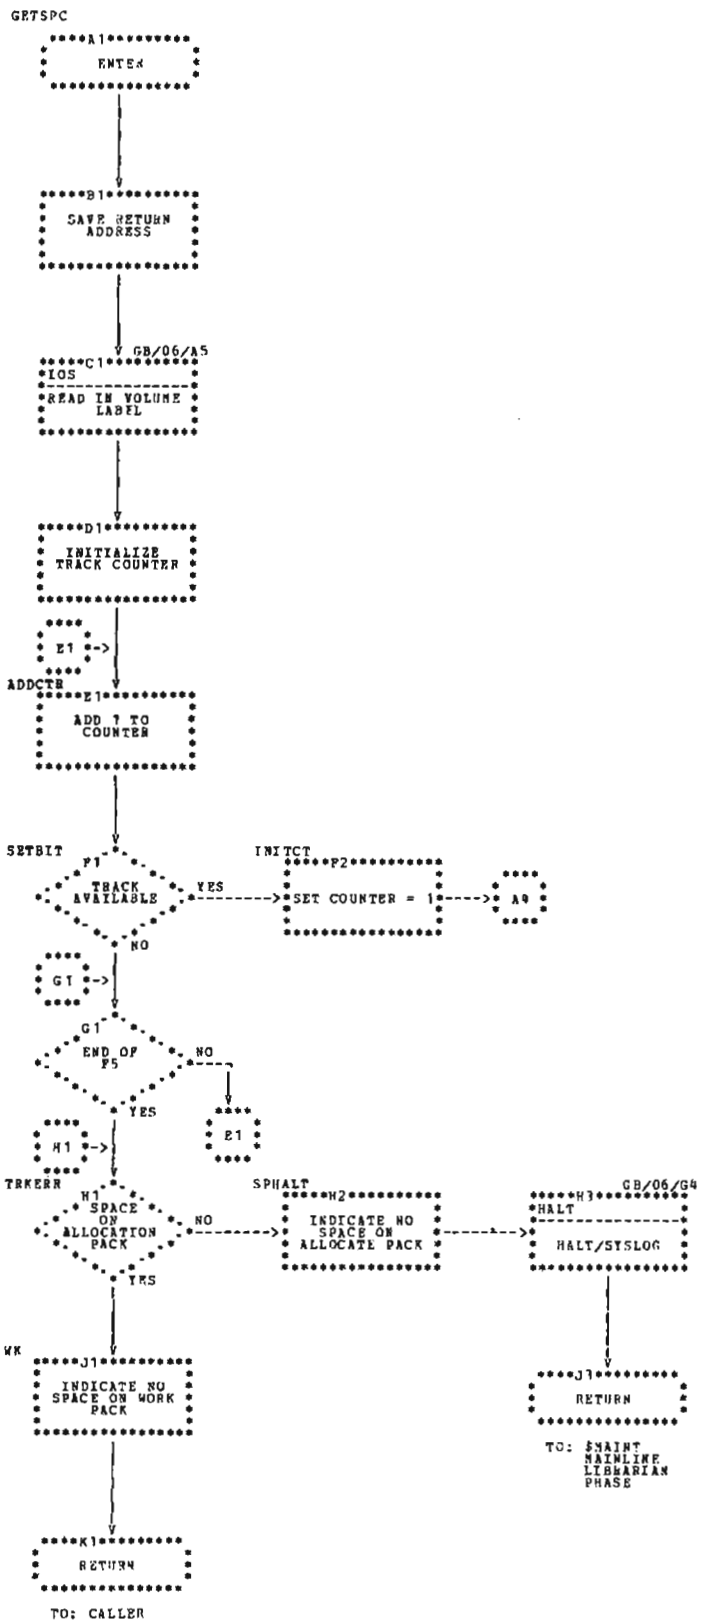 GETSPC
A1
ENTER
B1
SAVE RETURN
ADDRESS
GB/06/A5
C1
IOS
READ IN VOLUME
LABEL
D1
INITIALIZE
TRACK COUNTER
E1
ADDCTR
E1
ADD 1 TO
COUNTER
SETBIT
F1
TRACK
AVAILABLE
YES
NO
INITCT
F2
SET COUNTER = 1
A4
G1
G1
END OF
F5
NO
YES
E1
H1
TRKERR
H1
SPACE
ON
ALLOCATION
PACK
NO
YES
SPHALT
H2
INDICATE NO
SPACE ON
ALLOCATE PACK
GB/06/G4
H3
HALT
HALT/SYSLOG
WK
J1
INDICATE NO
SPACE ON WORK
PACK
J3
RETURN
TO: $MAINT
MAINLINE
LIBRARIAN
PHASE
K1
RETURN
TO: CALLER